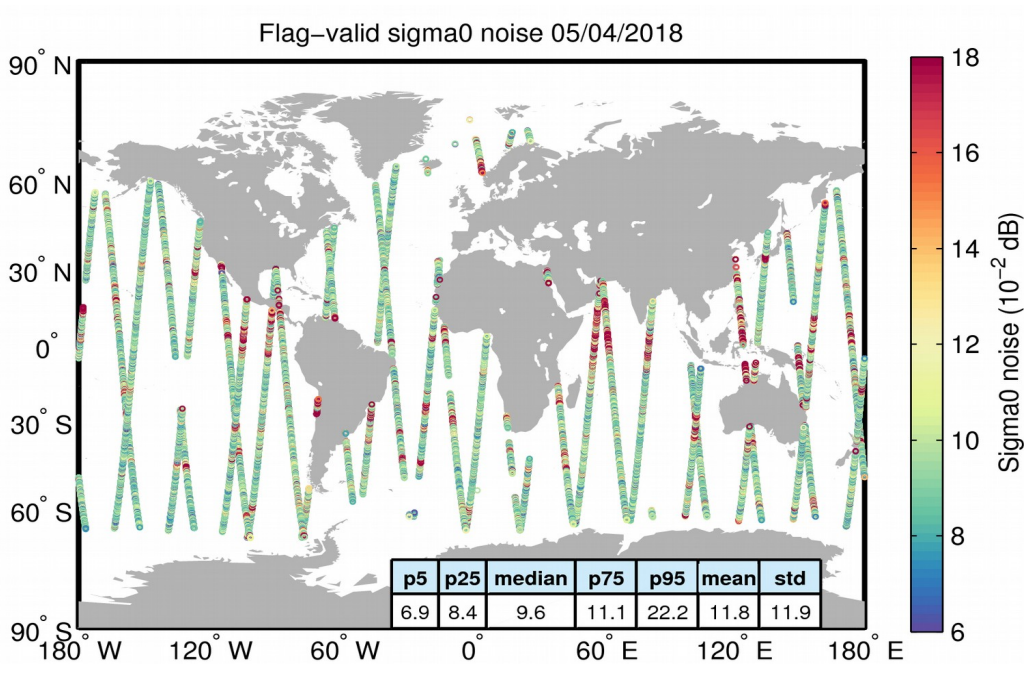 Flag−valid sigma0 noise 05/04/2018
90° N
60° N
30° N
0°
30° S
60° S
90° S
180° W
120° W
60° W
0°
60° E
120° E
180° E
p5 p25 median p75 p95 mean std
6.9 8.4 9.6 11.1 22.2 11.8 11.9
18
16
14
12
10
8
6
Sigma0 noise (10⁻² dB)